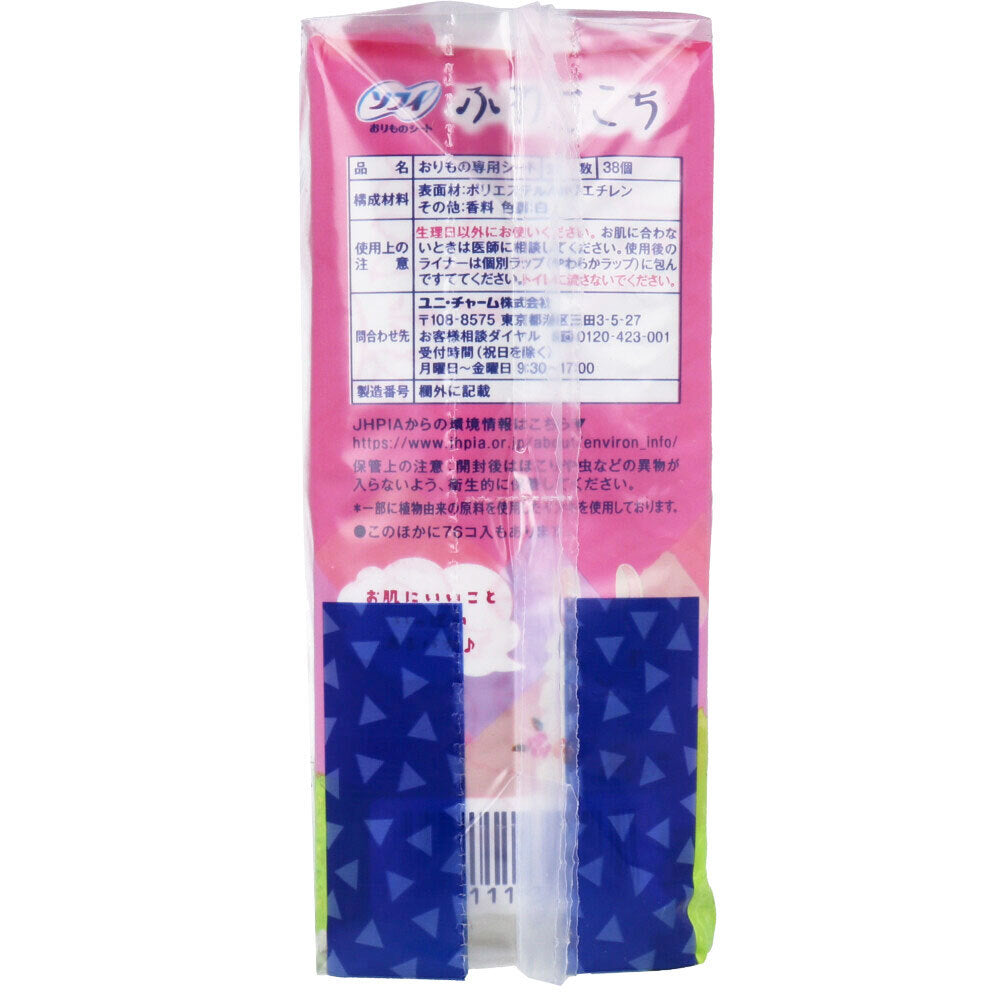 ソフィ
おりものシート
ふ こち
品名 おりもの専用シート 数 38個
構成材料 表面材:ポリエステル エチレン
その他:香料 色調:白
使用上の注意 生理日以外にお使いください。お肌に合わな
いときは医師に相談してください。使用後の
ライナーは個別ラップ(やわらかラップ)に包ん
ですててください。トイレに流さないでください。
問合わせ先 ユニ・チャーム株式会社
〒108-8575 東京都港区三田3-5-27
お客様相談ダイヤル 0120-423-001
受付時間(祝日を除く)
月曜日~金曜日 9:30~17:00
製造番号 欄外に記載
JHPIAからの環境情報はこちら▼
https://www.jhpia.or.jp/about/environ_info/
保管上の注意:開封後はほこりや虫などの異物が
入らないよう、衛生的に保管してください。
*一部に植物由来の原料を使用したインキを使用しております。
●このほかに76コ入もあります
お肌にいいこと
♪
111